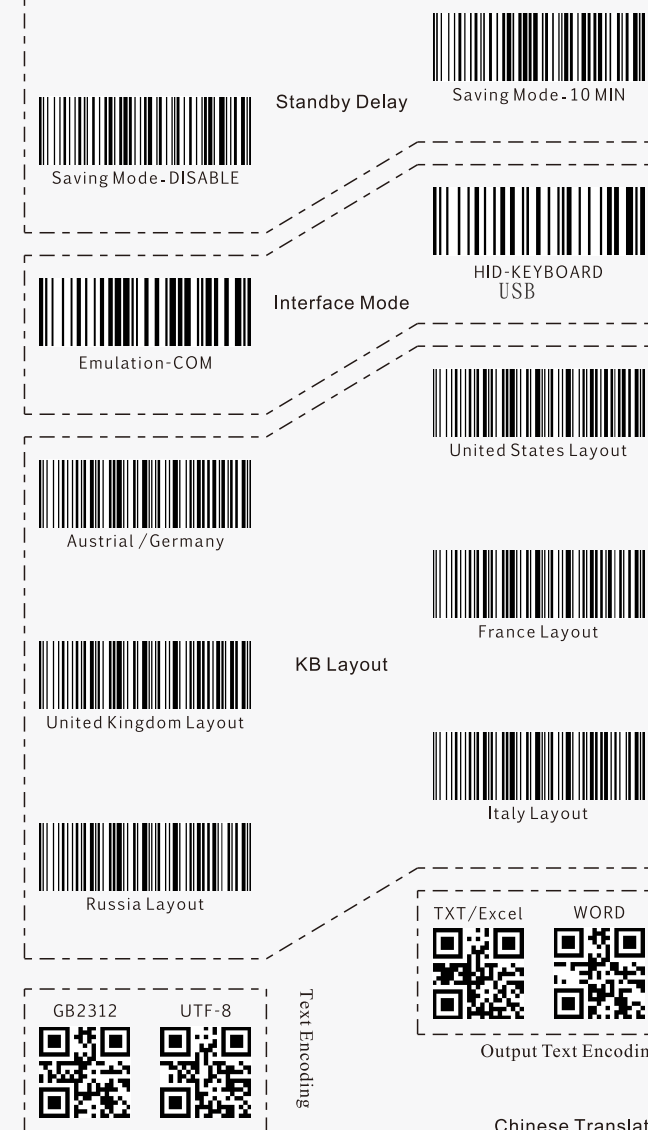 Saving Mode-10 MIN
Standby Delay
Saving Mode-DISABLE
HID-KEYBOARD
USB
Interface Mode
Emulation-COM
United States Layout
Austrial /Germany
France Layout
KB Layout
United Kingdom Layout
Italy Layout
Russia Layout
TXT/Excel
WORD
GB2312
UTF-8
Text Encoding
Output Text Encodin
Chinese Translat